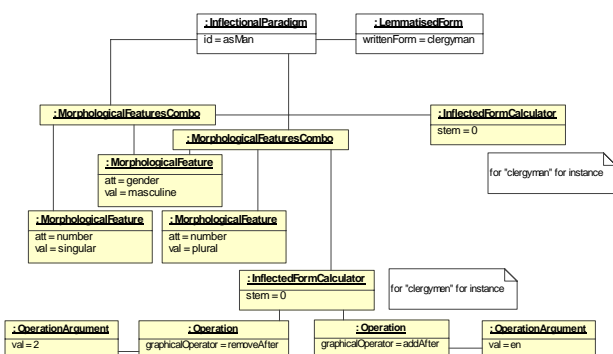 : InflectionalParadigm
id = asMan
: LemmatisedForm
writtenForm = clergyman
: MorphologicalFeaturesCombo
: InflectedFormCalculator
stem = 0
: MorphologicalFeaturesCombo
for "clergyman" for instance
: MorphologicalFeature
att = gender
val = masculine
: MorphologicalFeature
att = number
val = singular
: MorphologicalFeature
att = number
val = plural
: InflectedFormCalculator
stem = 0
for "clergymen" for instance
: OperationArgument
val = 2
: Operation
graphicalOperator = removeAfter
: Operation
graphicalOperator = addAfter
: OperationArgument
val = en